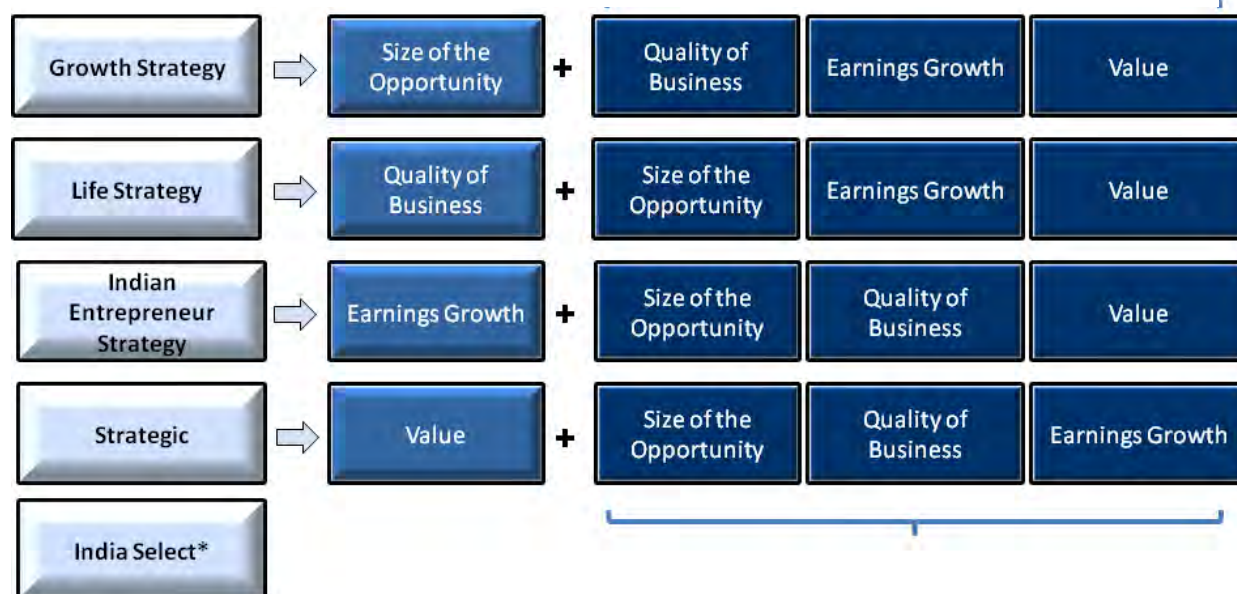 Growth Strategy
Size of the
Opportunity
+
Quality of
Business
Earnings Growth
Value
Life Strategy
Quality of
Business
+
Size of the
Opportunity
Earnings Growth
Value
Indian
Entrepreneur
Strategy
Earnings Growth
+
Size of the
Opportunity
Quality of
Business
Value
Strategic
Value
+
Size of the
Opportunity
Quality of
Business
Earnings Growth
India Select*